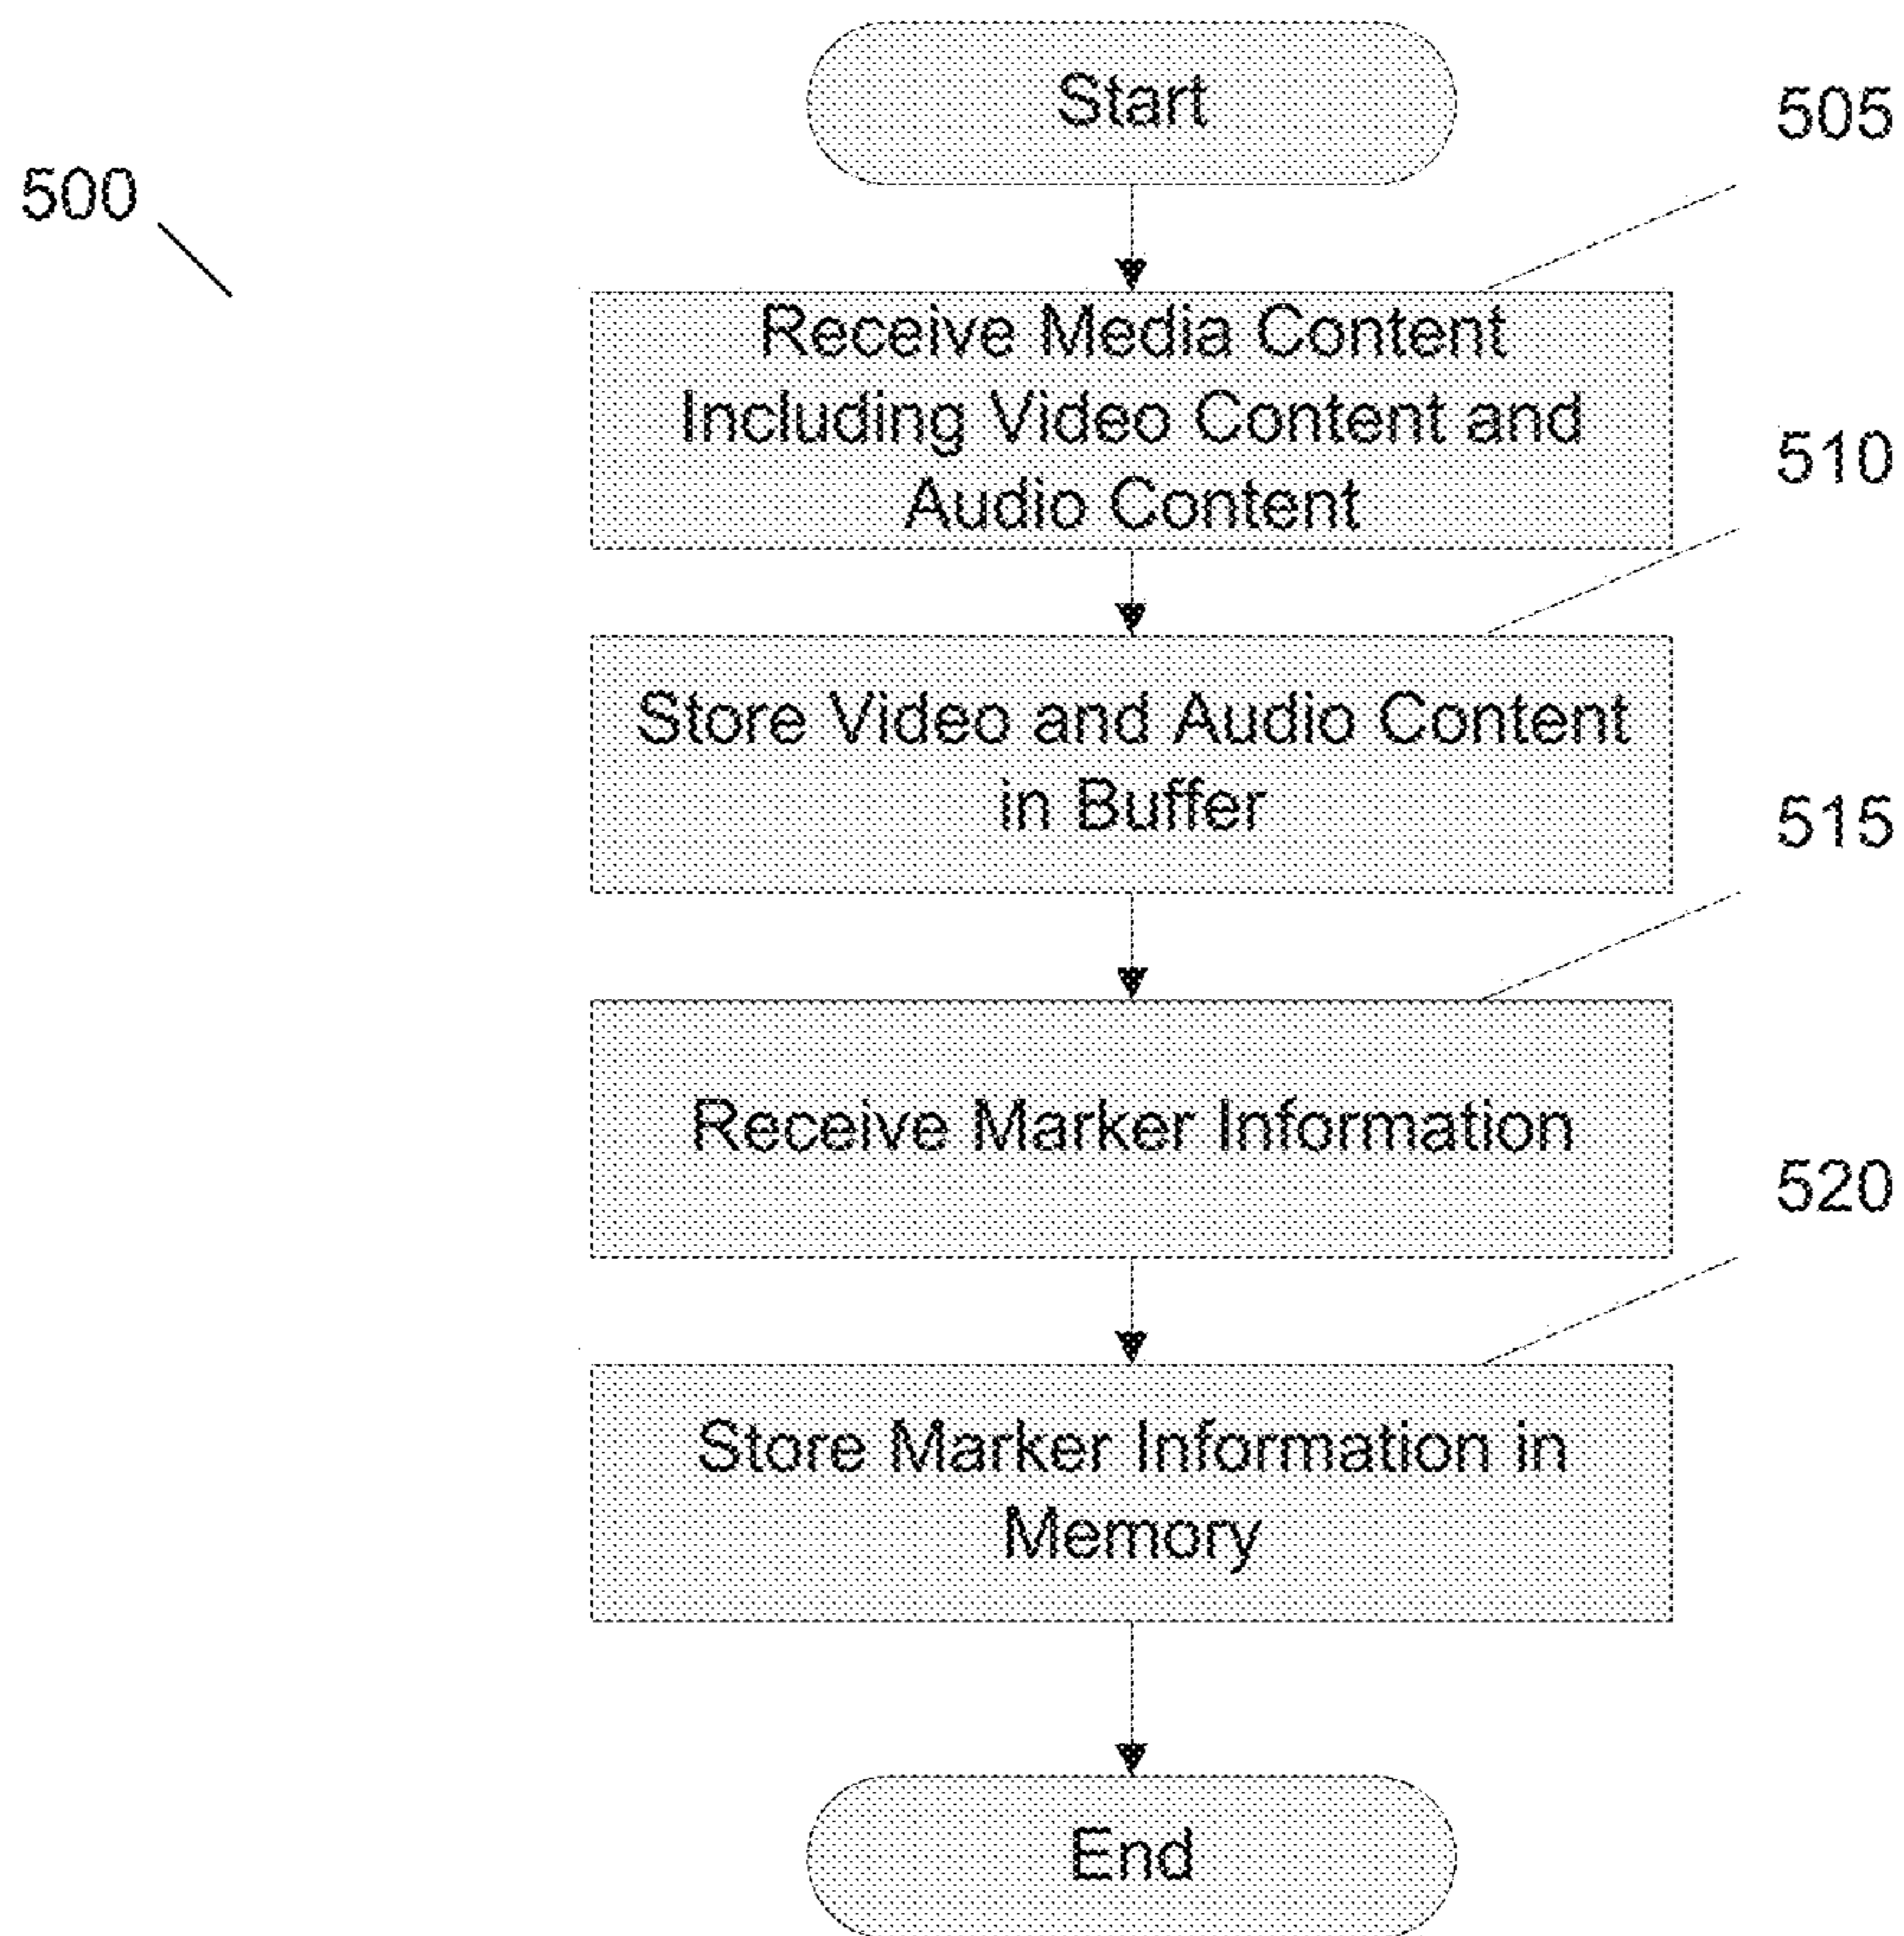 Start
505
500
Receive Media Content
Including Video Content and
Audio Content
510
Store Video and Audio Content
in Buffer
515
Receive Marker Information
520
Store Marker Information in
Memory
End